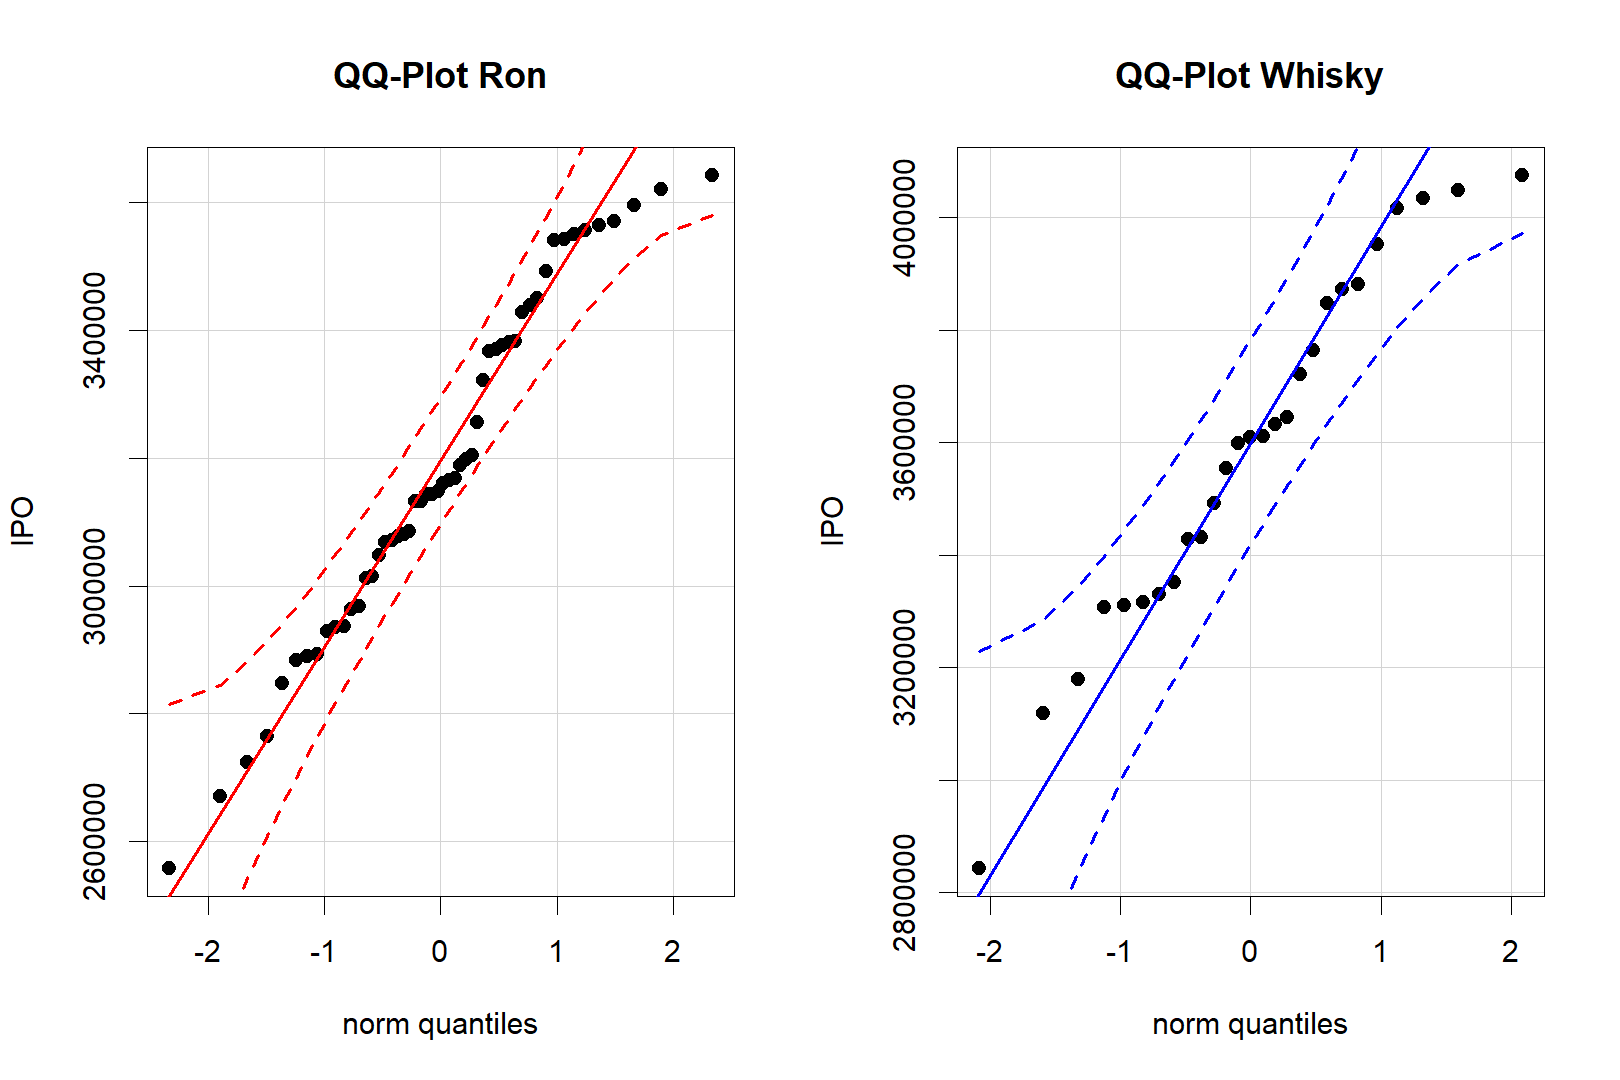 QQ-Plot Ron
IPO
3400000
3000000
2600000
-2 -1 0 1 2
norm quantiles
QQ-Plot Whisky
IPO
4000000
3600000
3200000
2800000
-2 -1 0 1 2
norm quantiles